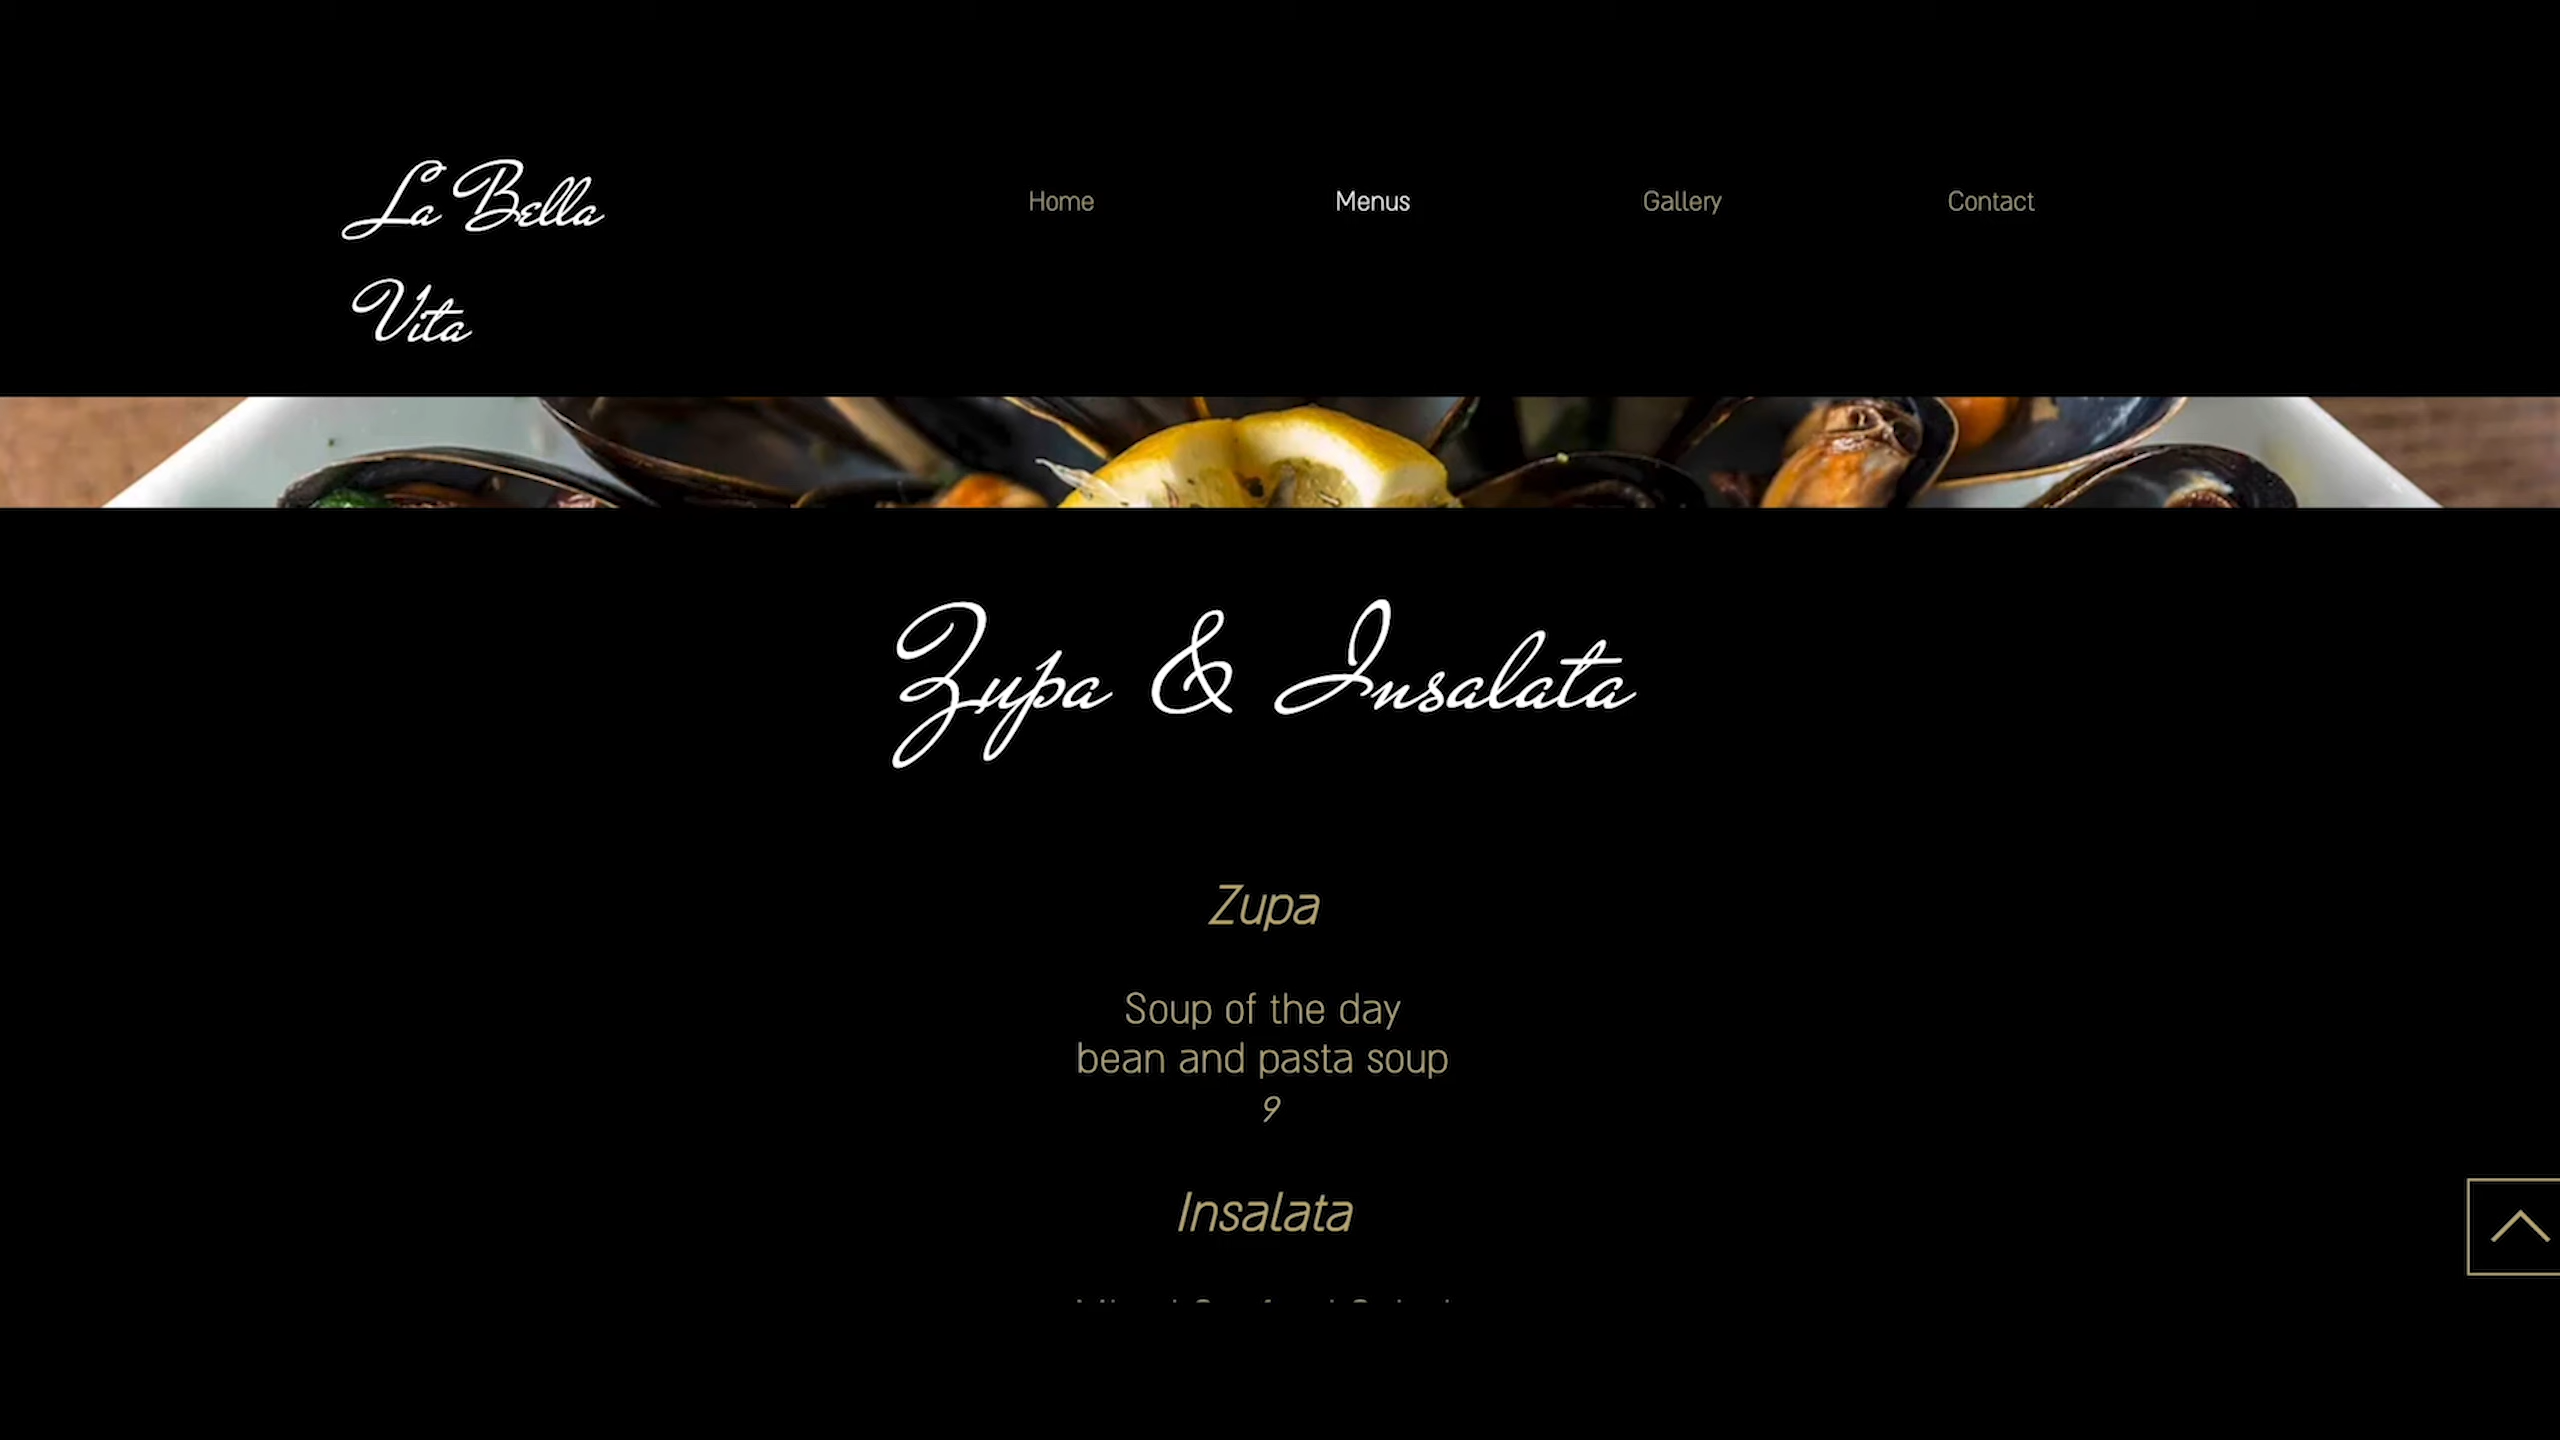 La Bella
Vita
Home
Menus
Gallery
Contact
Zupa & Insalata
Zupa
Soup of the day
bean and pasta soup
9
Insalata